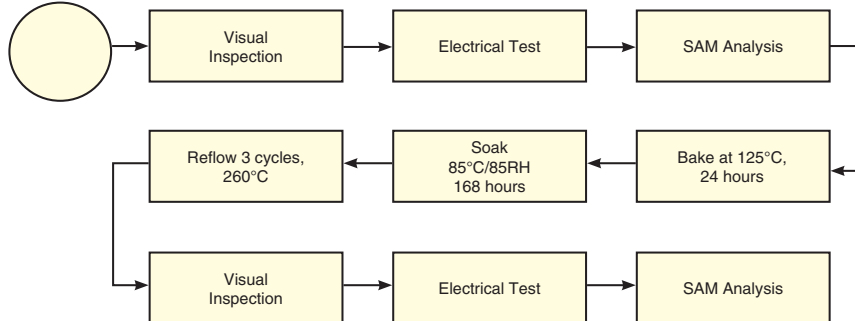 Visual
Inspection
Electrical Test
SAM Analysis
Bake at 125°C,
24 hours
Soak
85°C/85RH
168 hours
Reflow 3 cycles,
260°C
Visual
Inspection
Electrical Test
SAM Analysis